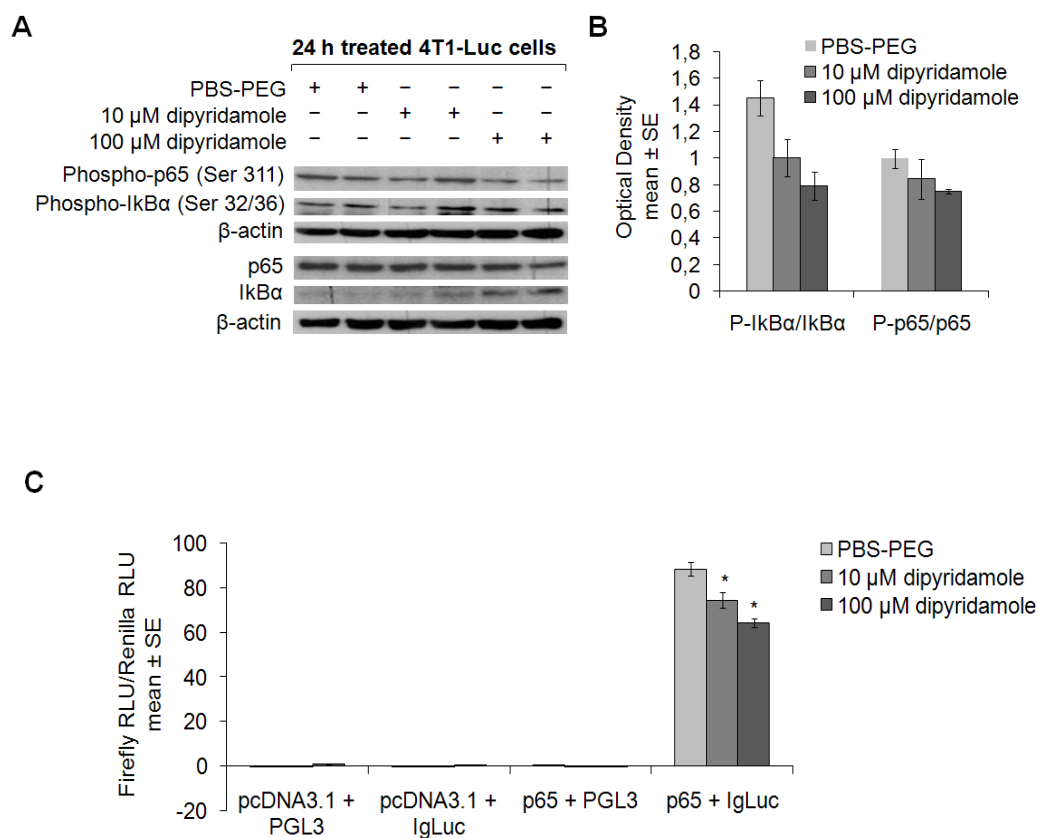 A
24 h treated 4T1-Luc cells
PBS-PEG + + – – – –
10 µM dipyridamole – – + + – –
100 µM dipyridamole – – – – + +
Phospho-p65 (Ser 311)
Phospho-IkBα (Ser 32/36)
β-actin
p65
IkBα
β-actin
B
Optical Density
mean ± SE
1,8
1,6
1,4
1,2
1
0,8
0,6
0,4
0,2
0
PBS-PEG
10 µM dipyridamole
100 µM dipyridamole
P-IkBα/IkBα
P-p65/p65
C
Firefly RLU/Renilla RLU
mean ± SE
100
80
60
40
20
0
-20
* *
PBS-PEG
10 µM dipyridamole
100 µM dipyridamole
pcDNA3.1 +
PGL3
pcDNA3.1 +
IgLuc
p65 + PGL3
p65 + IgLuc